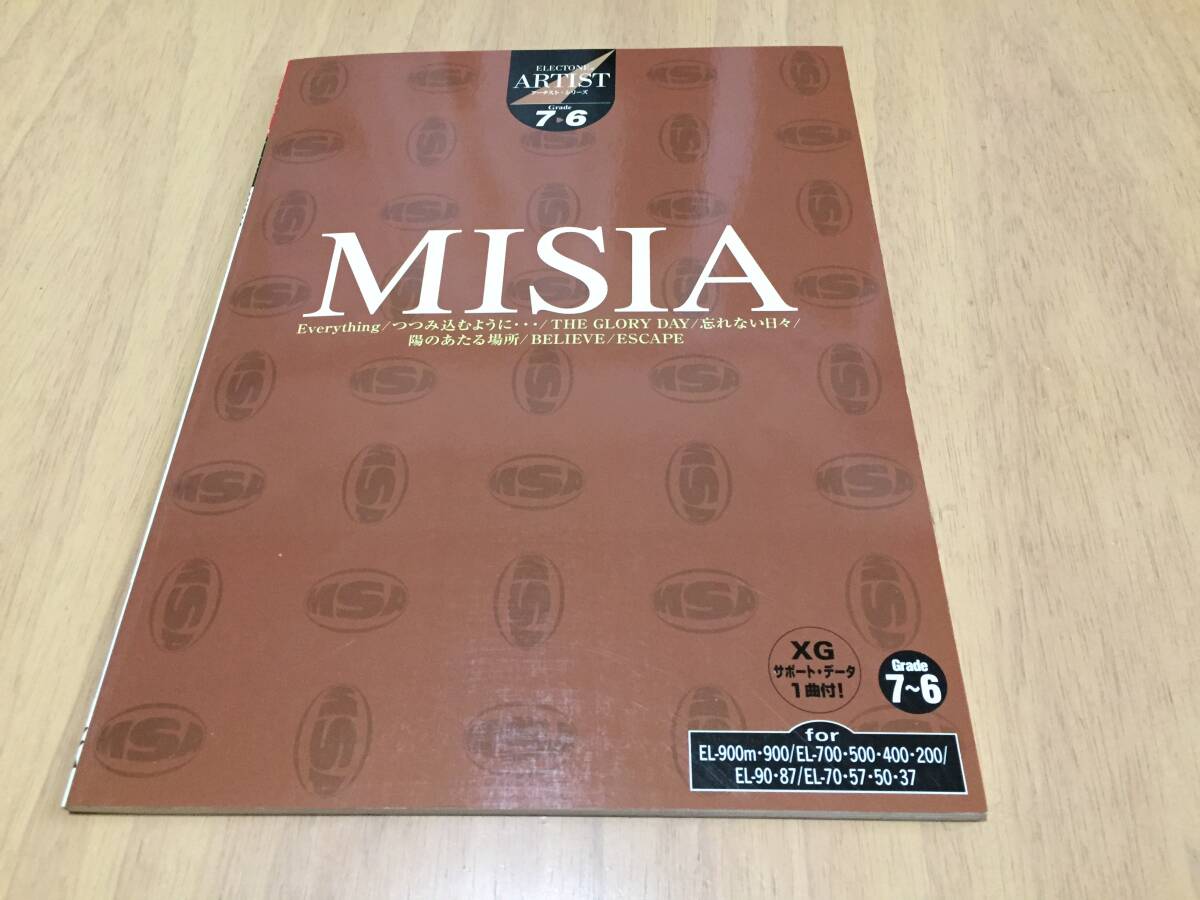 ELECTONE
ARTIST
アーチスト・シリーズ
Grade
7▶6
MISIA
Everything/つつみ込むように・・・/THE GLORY DAY/忘れない日々/
陽のあたる場所/BELIEVE/ESCAPE
XG
サポート・データ
1曲付!
Grade
7~6
for
EL-900m・900/EL-700・500・400・200/
EL-90・87/EL-70・57・50・37